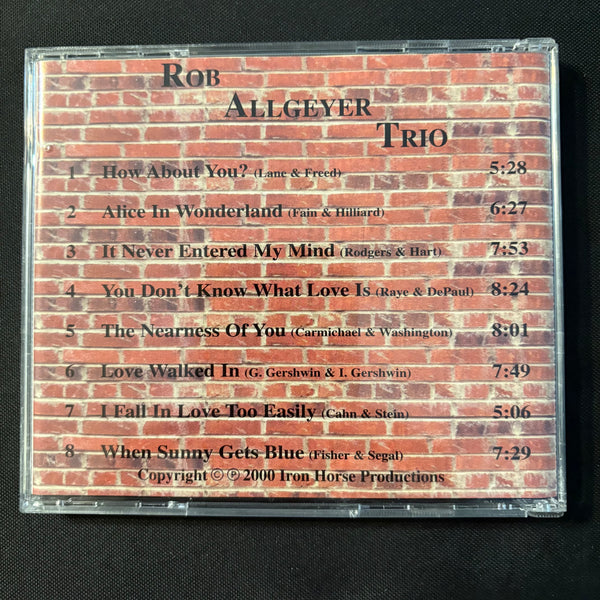 Rob
Allgeyer
Trio
1 How About You? (Lane & Freed) 5:28
2 Alice In Wonderland (Fain & Hilliard) 6:27
3 It Never Entered My Mind (Rodgers & Hart) 7:53
4 You Don't Know What Love Is (Raye & DePaul) 8:24
5 The Nearness Of You (Carmichael & Washington) 8:01
6 Love Walked In (G. Gershwin & I. Gershwin) 7:49
7 I Fall In Love Too Easily (Cahn & Stein) 5:06
8 When Sunny Gets Blue (Fisher & Segal) 7:29
Copyright © ℗ 2000 Iron Horse Productions